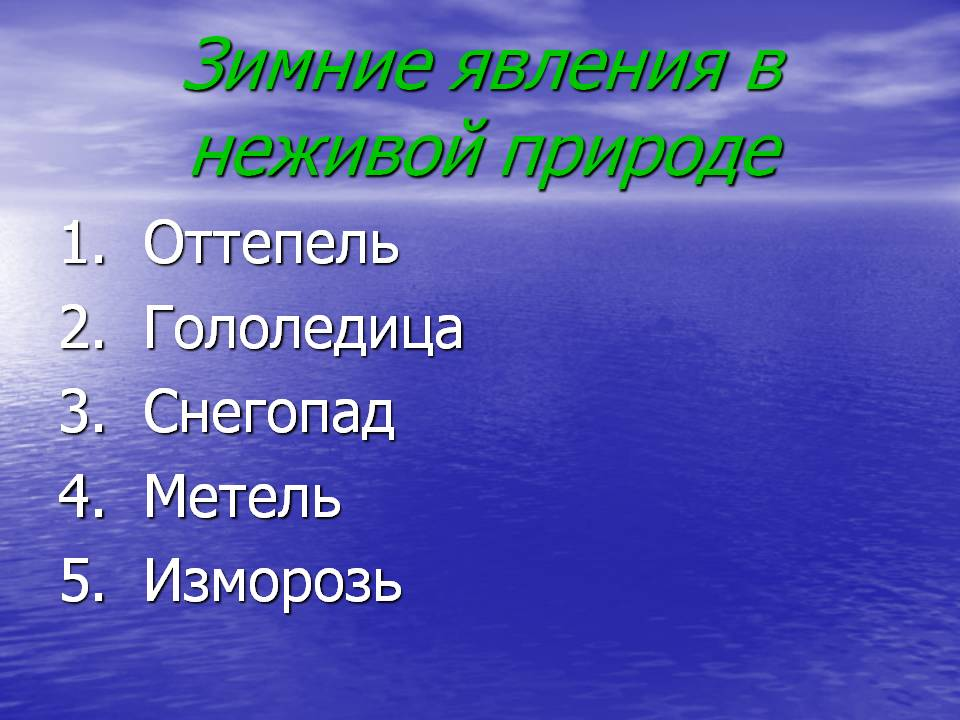 Зимние явления в
неживой природе
1. Оттепель
2. Гололедица
3. Снегопад
4. Метель
5. Изморозь